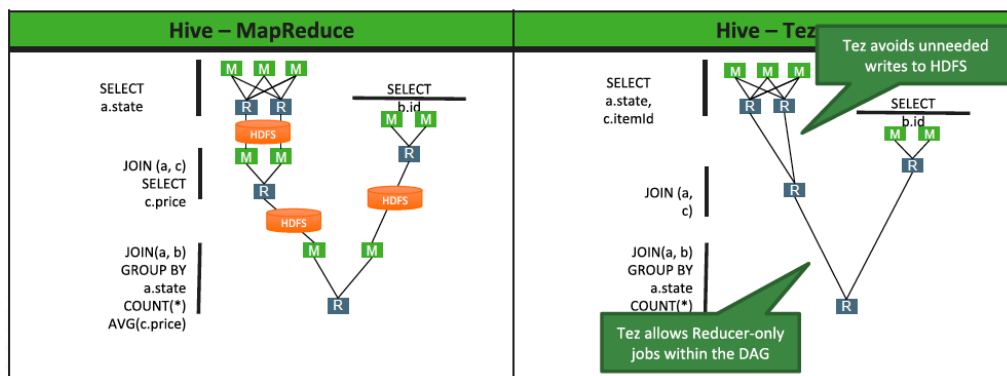 Hive – MapReduce
SELECT
a.state
M M M
R R
HDFS
SELECT
b.id
M M
R
JOIN (a, c)
SELECT
c.price
M M
R
HDFS
HDFS
JOIN(a, b)
GROUP BY
a.state
COUNT(*)
AVG(c.price)
M M
R
Hive – Tez
Tez avoids unneeded
writes to HDFS
SELECT
a.state,
c.itemId
M M M
R R
SELECT
b.id
M M
R
JOIN (a,
c)
R
JOIN(a, b)
GROUP BY
a.state
COUNT(*)
R
Tez allows Reducer-only
jobs within the DAG